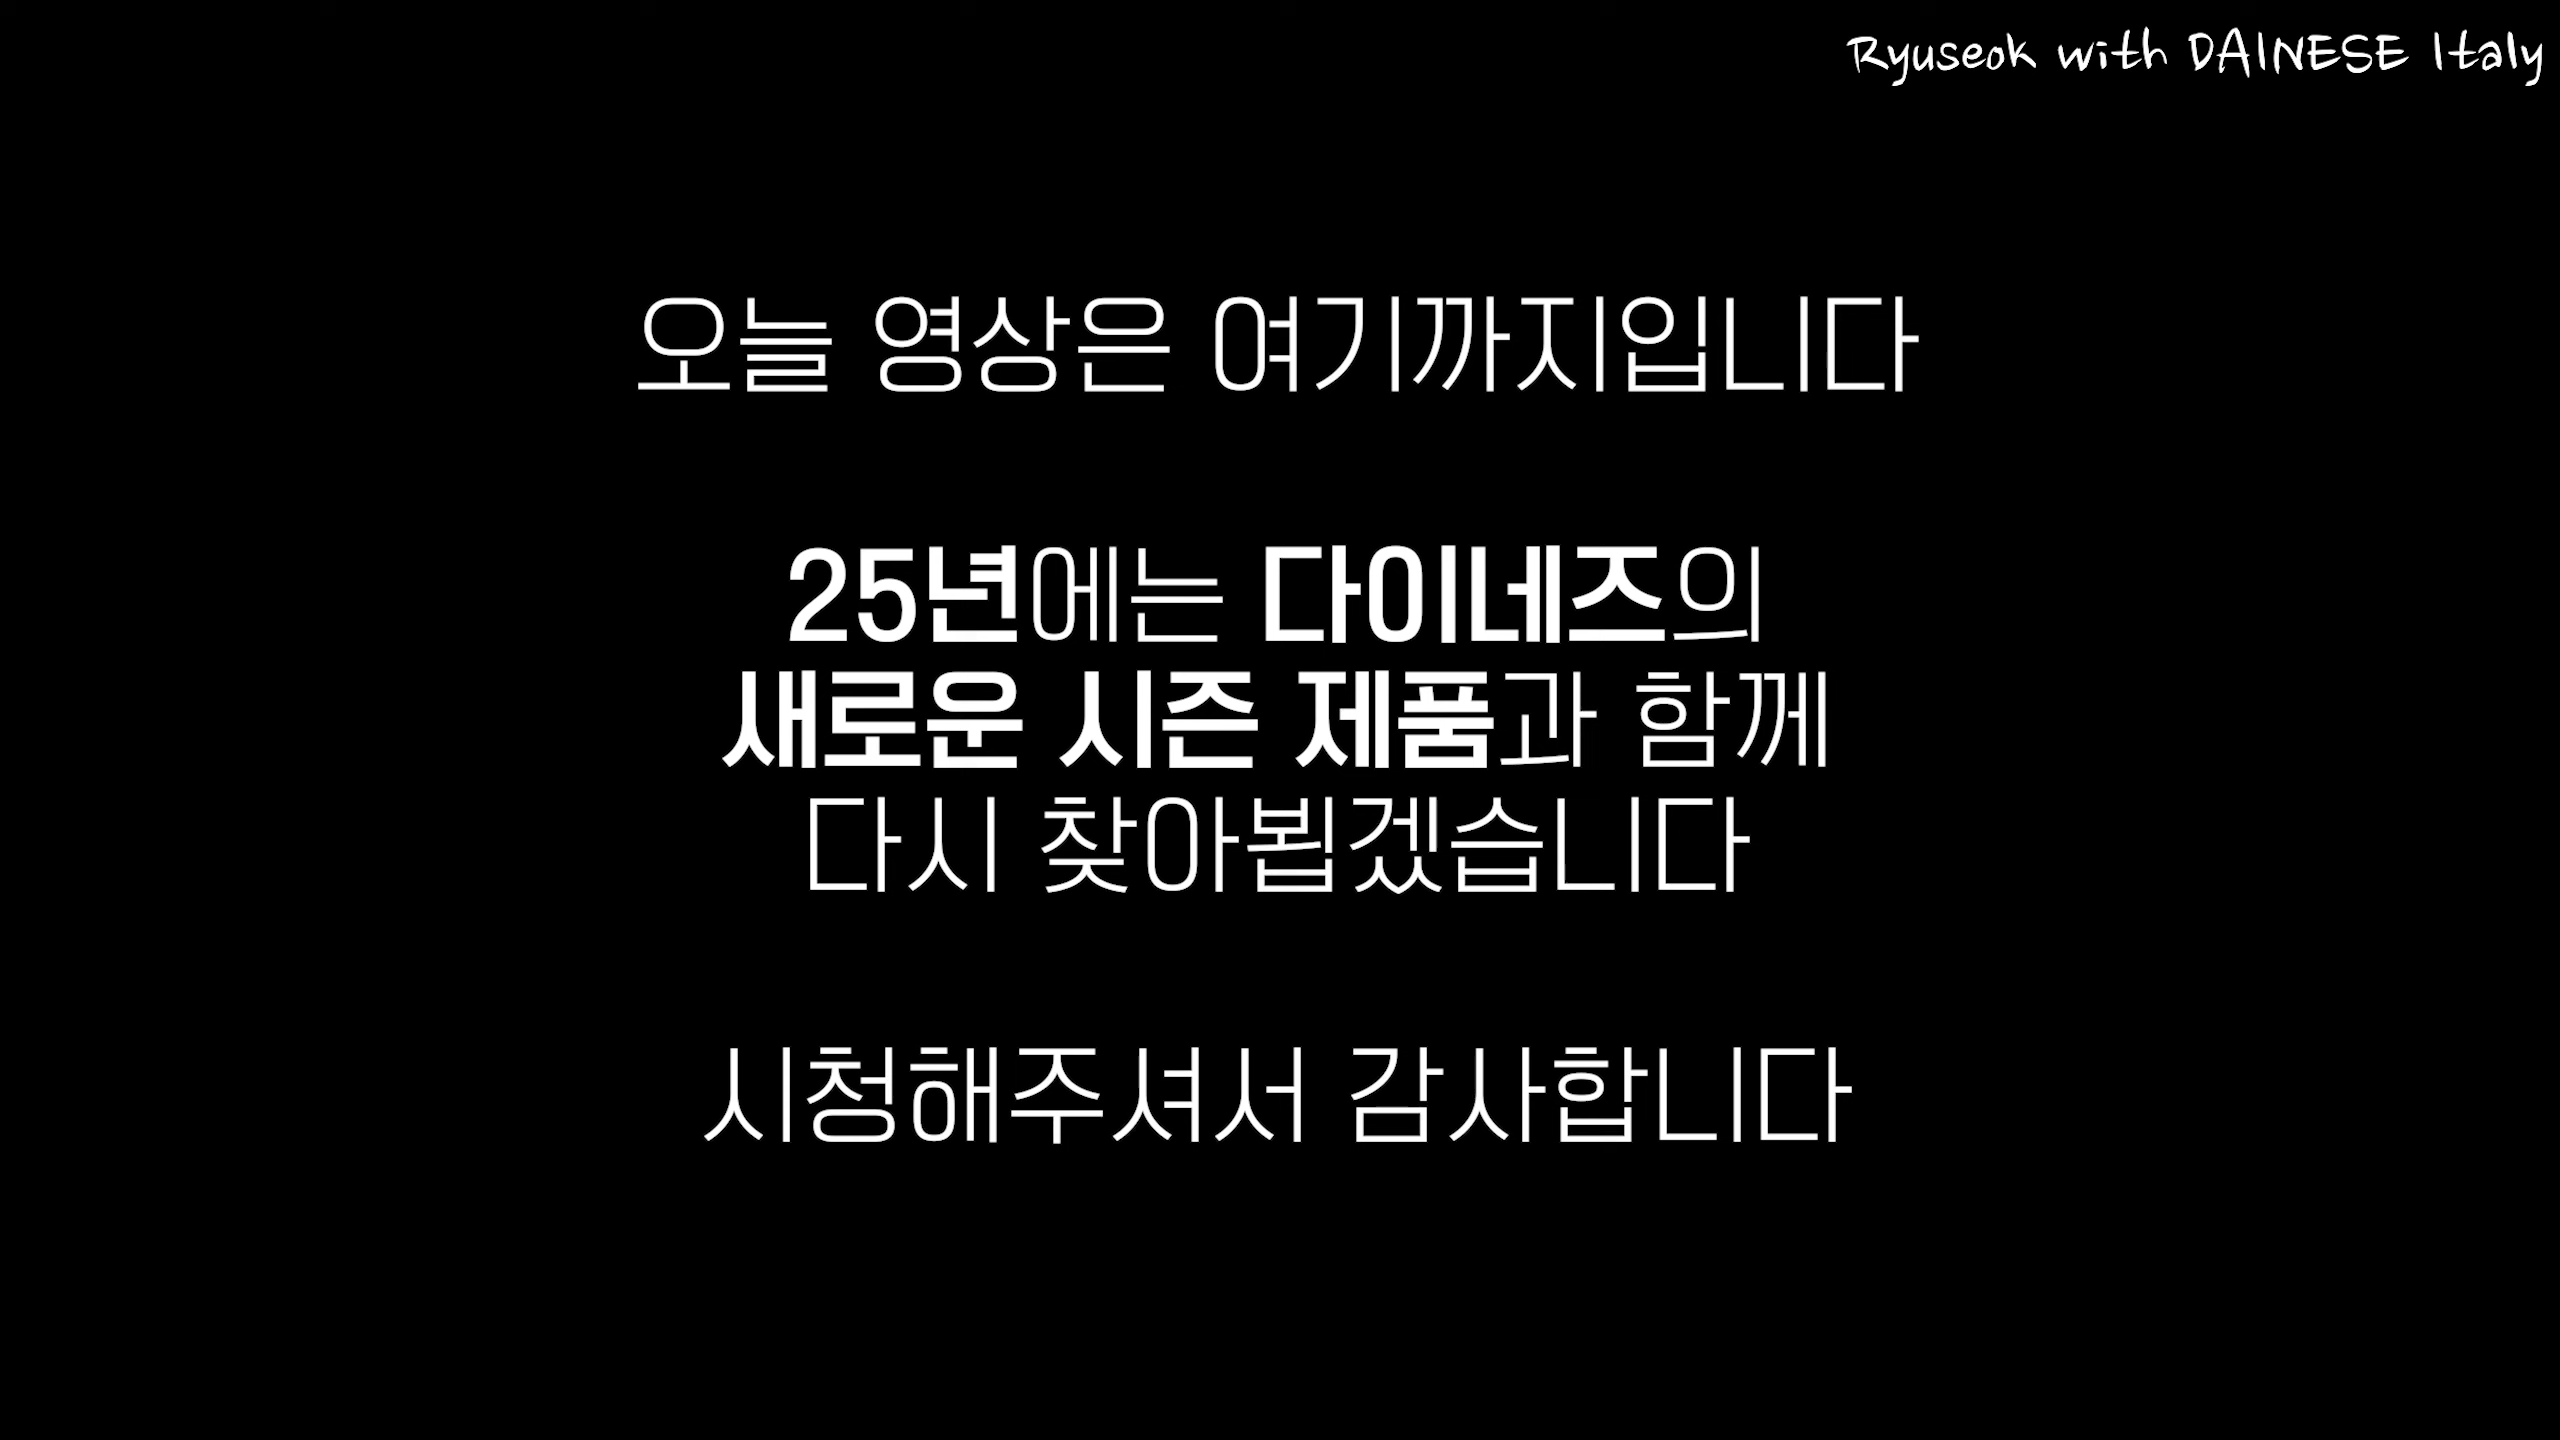 Ryuseok with DAINESE Italy
오늘 영상은 여기까지입니다
25년에는 다이네즈의
새로운 시즌 제품과 함께
다시 찾아뵙겠습니다
시청해주셔서 감사합니다